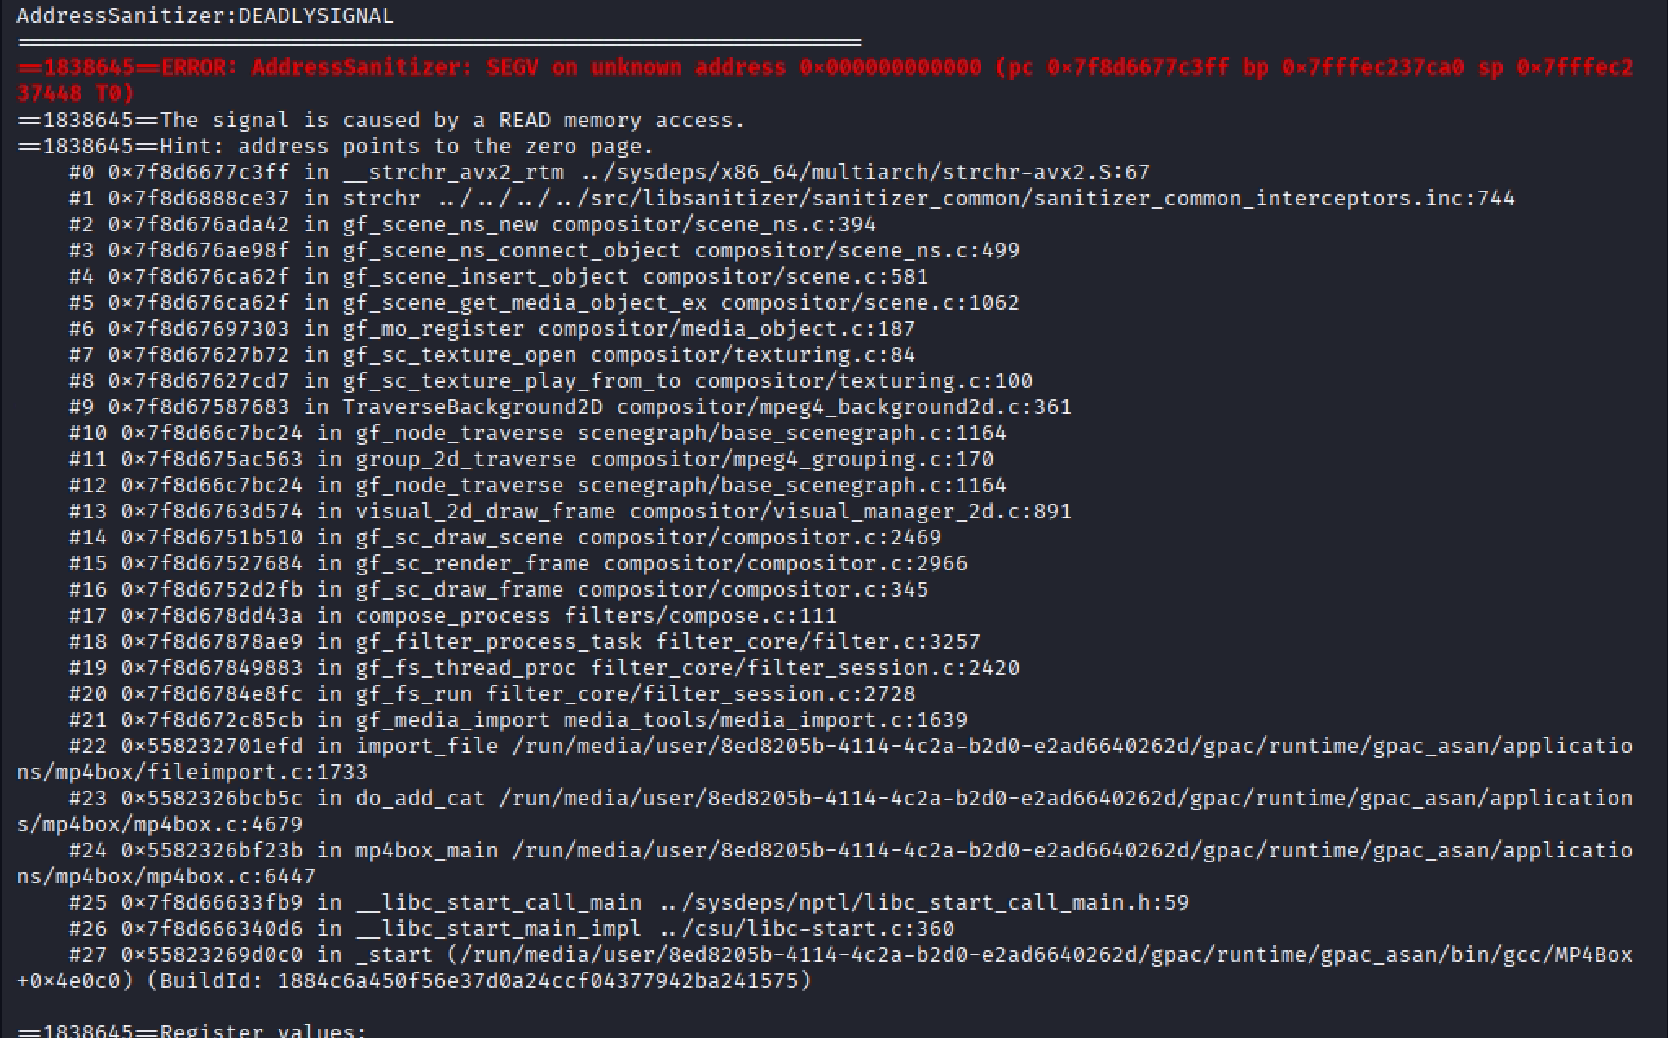 AddressSanitizer:DEADLYSIGNAL
=================================================================
==1838645==ERROR: AddressSanitizer: SEGV on unknown address 0x000000000000 (pc 0x7f8d6677c3ff bp 0x7fffec237ca0 sp 0x7fffec2
37448 T0)
==1838645==The signal is caused by a READ memory access.
==1838645==Hint: address points to the zero page.
    #0 0x7f8d6677c3ff in __strchr_avx2_rtm ../sysdeps/x86_64/multiarch/strchr-avx2.S:67
    #1 0x7f8d6888ce37 in strchr ../../../../src/libsanitizer/sanitizer_common/sanitizer_common_interceptors.inc:744
    #2 0x7f8d676ada42 in gf_scene_ns_new compositor/scene_ns.c:394
    #3 0x7f8d676ae98f in gf_scene_ns_connect_object compositor/scene_ns.c:499
    #4 0x7f8d676ca62f in gf_scene_insert_object compositor/scene.c:581
    #5 0x7f8d676ca62f in gf_scene_get_media_object_ex compositor/scene.c:1062
    #6 0x7f8d67697303 in gf_mo_register compositor/media_object.c:187
    #7 0x7f8d67627b72 in gf_sc_texture_open compositor/texturing.c:84
    #8 0x7f8d67627cd7 in gf_sc_texture_play_from_to compositor/texturing.c:100
    #9 0x7f8d67587683 in TraverseBackground2D compositor/mpeg4_background2d.c:361
    #10 0x7f8d66c7bc24 in gf_node_traverse scenegraph/base_scenegraph.c:1164
    #11 0x7f8d675ac563 in group_2d_traverse compositor/mpeg4_grouping.c:170
    #12 0x7f8d66c7bc24 in gf_node_traverse scenegraph/base_scenegraph.c:1164
    #13 0x7f8d6763d574 in visual_2d_draw_frame compositor/visual_manager_2d.c:891
    #14 0x7f8d6751b510 in gf_sc_draw_scene compositor/compositor.c:2469
    #15 0x7f8d67527684 in gf_sc_render_frame compositor/compositor.c:2966
    #16 0x7f8d6752d2fb in gf_sc_draw_frame compositor/compositor.c:345
    #17 0x7f8d678dd43a in compose_process filters/compose.c:111
    #18 0x7f8d67878ae9 in gf_filter_process_task filter_core/filter.c:3257
    #19 0x7f8d67849883 in gf_fs_thread_proc filter_core/filter_session.c:2420
    #20 0x7f8d6784e8fc in gf_fs_run filter_core/filter_session.c:2728
    #21 0x7f8d672c85cb in gf_media_import media_tools/media_import.c:1639
    #22 0x558232701efd in import_file /run/media/user/8ed8205b-4114-4c2a-b2d0-e2ad6640262d/gpac/runtime/gpac_asan/applicatio
ns/mp4box/fileimport.c:1733
    #23 0x5582326bcb5c in do_add_cat /run/media/user/8ed8205b-4114-4c2a-b2d0-e2ad6640262d/gpac/runtime/gpac_asan/application
s/mp4box/mp4box.c:4679
    #24 0x5582326bf23b in mp4box_main /run/media/user/8ed8205b-4114-4c2a-b2d0-e2ad6640262d/gpac/runtime/gpac_asan/applicatio
ns/mp4box/mp4box.c:6447
    #25 0x7f8d66633fb9 in __libc_start_call_main ../sysdeps/nptl/libc_start_call_main.h:59
    #26 0x7f8d666340d6 in __libc_start_main_impl ../csu/libc-start.c:360
    #27 0x55823269d0c0 in _start (/run/media/user/8ed8205b-4114-4c2a-b2d0-e2ad6640262d/gpac/runtime/gpac_asan/bin/gcc/MP4Box
+0x4e0c0) (BuildId: 1884c6a450f56e37d0a24ccf04377942ba241575)

==1838645==Register values: